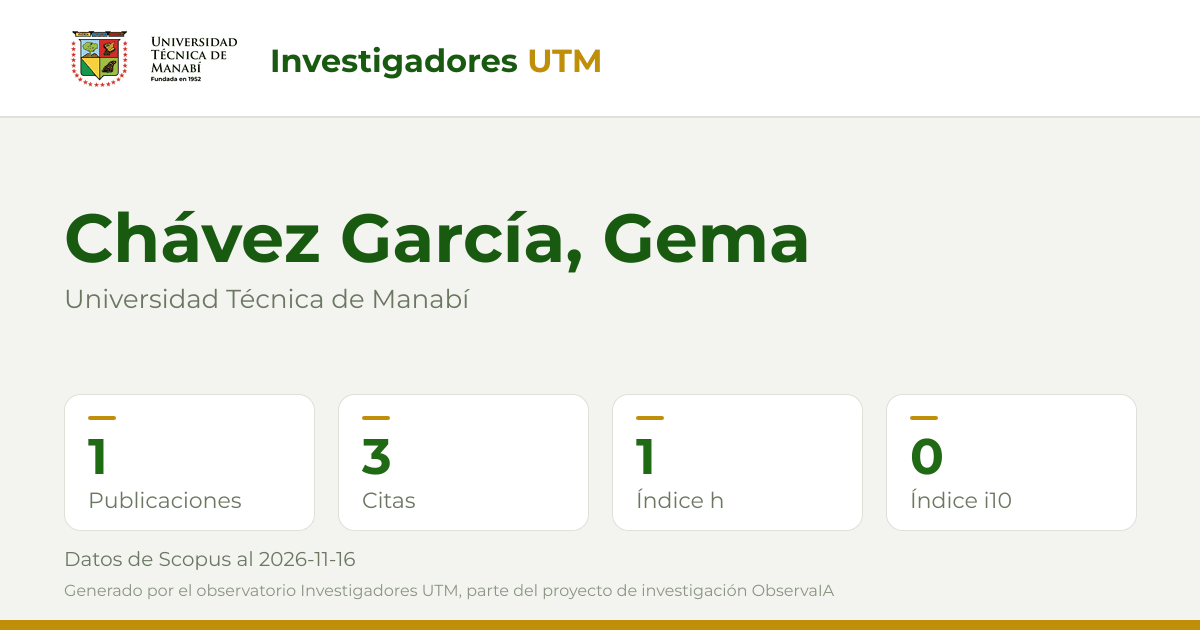 UNIVERSIDAD
TÉCNICA DE
MANABÍ
Fundada en 1952
Investigadores UTM
Chávez García, Gema
Universidad Técnica de Manabí
1
Publicaciones
3
Citas
1
Índice h
0
Índice i10
Datos de Scopus al 2026-11-16
Generado por el observatorio Investigadores UTM, parte del proyecto de investigación ObservaIA